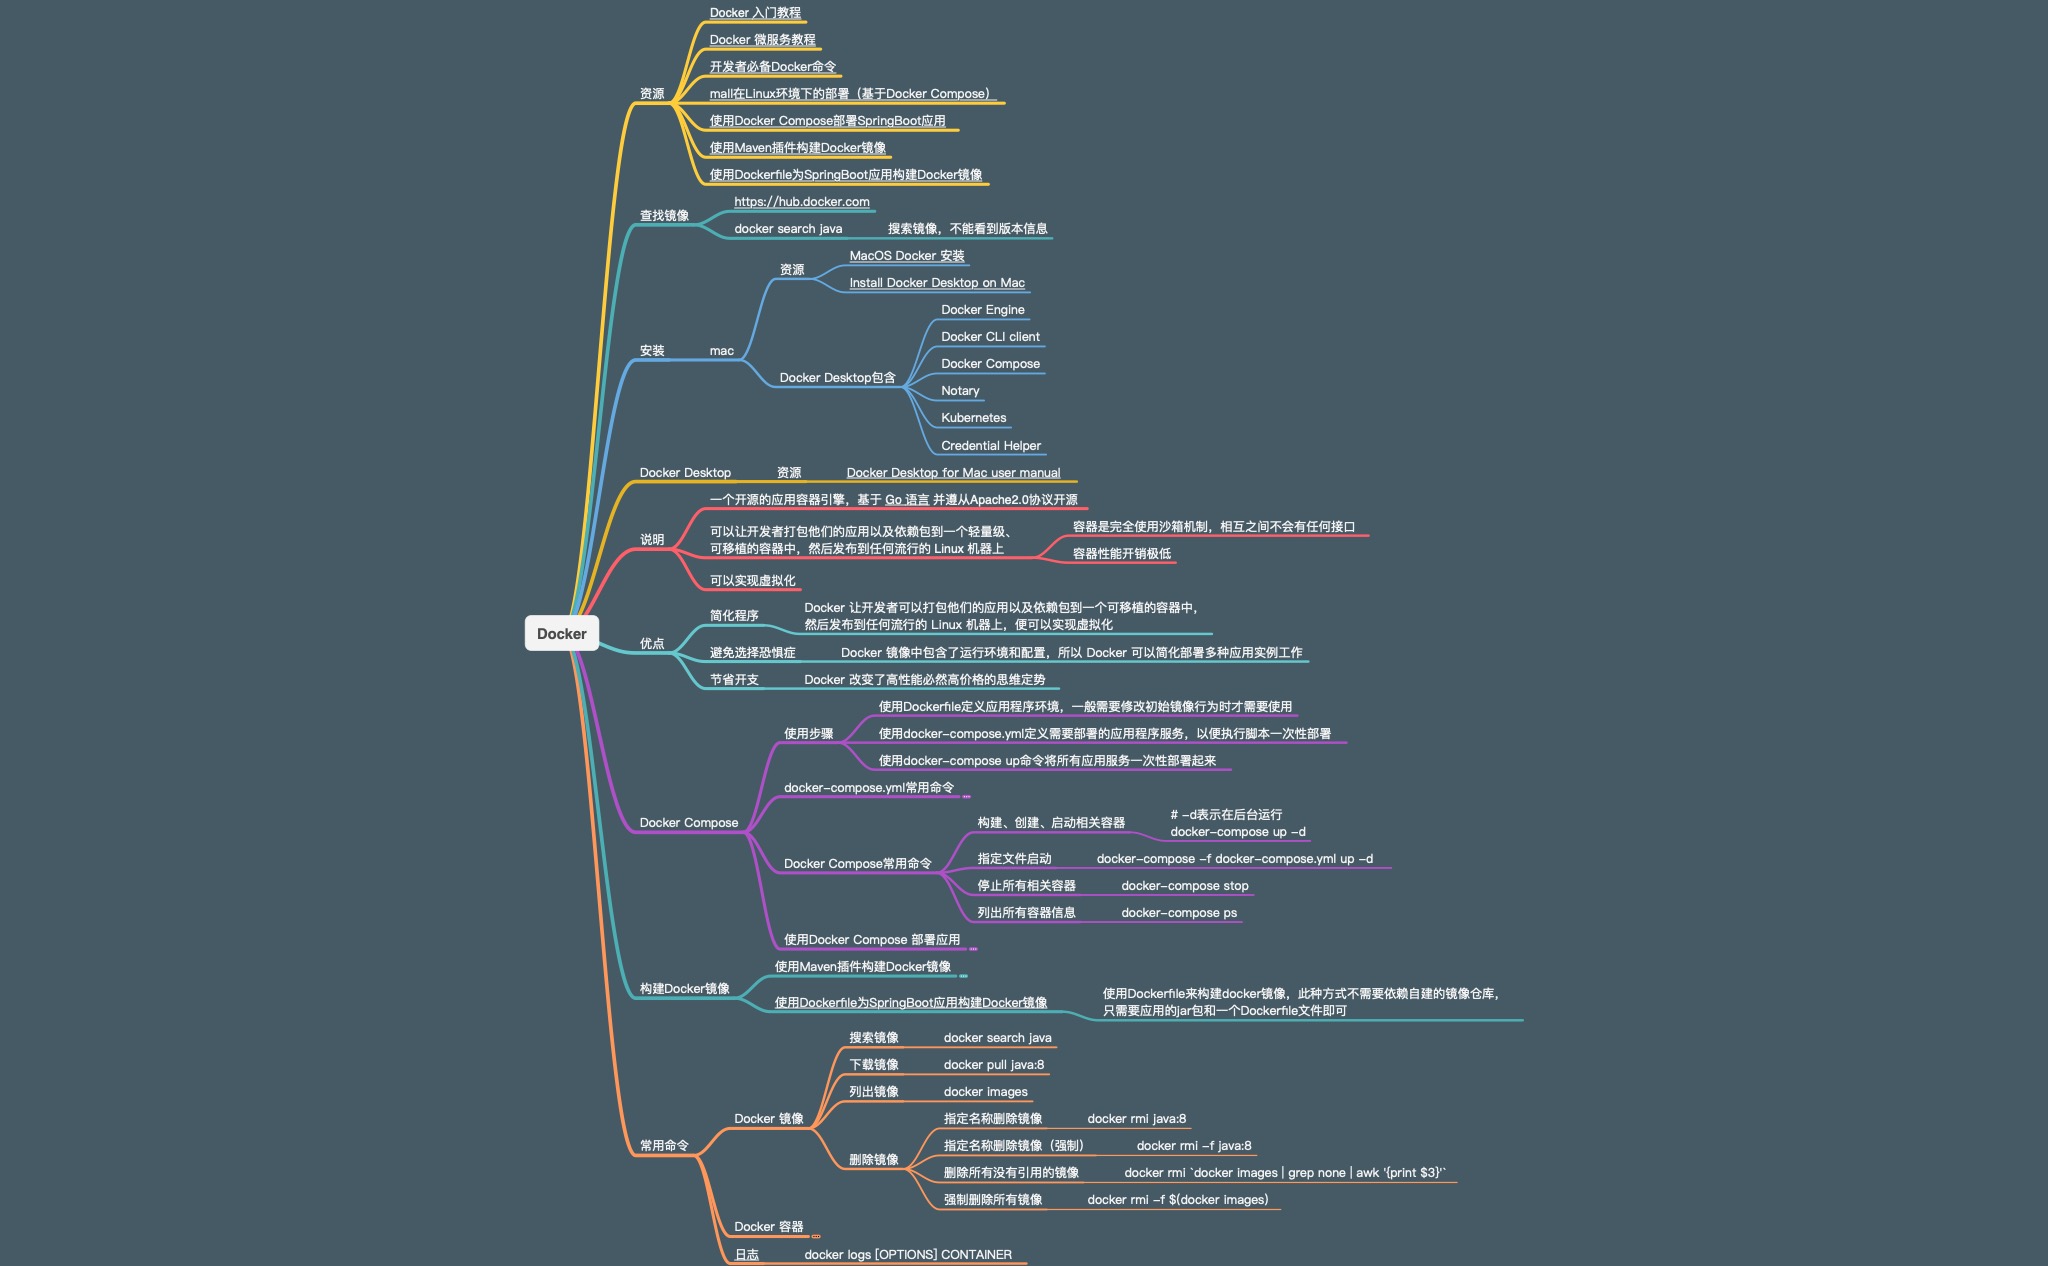 Docker
资源
Docker 入门教程
Docker 微服务教程
开发者必备Docker命令
mall在Linux环境下的部署（基于Docker Compose）
使用Docker Compose部署SpringBoot应用
使用Maven插件构建Docker镜像
使用Dockerfile为SpringBoot应用构建Docker镜像
查找镜像
https://hub.docker.com
docker search java
搜索镜像，不能看到版本信息
安装
mac
资源
MacOS Docker 安装
Install Docker Desktop on Mac
Docker Desktop包含
Docker Engine
Docker CLI client
Docker Compose
Notary
Kubernetes
Credential Helper
Docker Desktop
资源
Docker Desktop for Mac user manual
说明
一个开源的应用容器引擎，基于 Go 语言 并遵从Apache2.0协议开源
可以让开发者打包他们的应用以及依赖包到一个轻量级、
可移植的容器中，然后发布到任何流行的 Linux 机器上
容器是完全使用沙箱机制，相互之间不会有任何接口
容器性能开销极低
可以实现虚拟化
优点
简化程序
Docker 让开发者可以打包他们的应用以及依赖包到一个可移植的容器中，
然后发布到任何流行的 Linux 机器上，便可以实现虚拟化
避免选择恐惧症
Docker 镜像中包含了运行环境和配置，所以 Docker 可以简化部署多种应用实例工作
节省开支
Docker 改变了高性能必然高价格的思维定势
Docker Compose
使用步骤
使用Dockerfile定义应用程序环境，一般需要修改初始镜像行为时才需要使用
使用docker-compose.yml定义需要部署的应用程序服务，以便执行脚本一次性部署
使用docker-compose up命令将所有应用服务一次性部署起来
docker-compose.yml常用命令
Docker Compose常用命令
构建、创建、启动相关容器
# -d表示在后台运行
docker-compose up -d
指定文件启动
docker-compose -f docker-compose.yml up -d
停止所有相关容器
docker-compose stop
列出所有容器信息
docker-compose ps
使用Docker Compose 部署应用
构建Docker镜像
使用Maven插件构建Docker镜像
使用Dockerfile为SpringBoot应用构建Docker镜像
使用Dockerfile来构建docker镜像，此种方式不需要依赖自建的镜像仓库，
只需要应用的jar包和一个Dockerfile文件即可
常用命令
Docker 镜像
搜索镜像
docker search java
下载镜像
docker pull java:8
列出镜像
docker images
删除镜像
指定名称删除镜像
docker rmi java:8
指定名称删除镜像（强制）
docker rmi -f java:8
删除所有没有引用的镜像
docker rmi `docker images | grep none | awk '{print $3}'`
强制删除所有镜像
docker rmi -f $(docker images)
Docker 容器
日志
docker logs [OPTIONS] CONTAINER